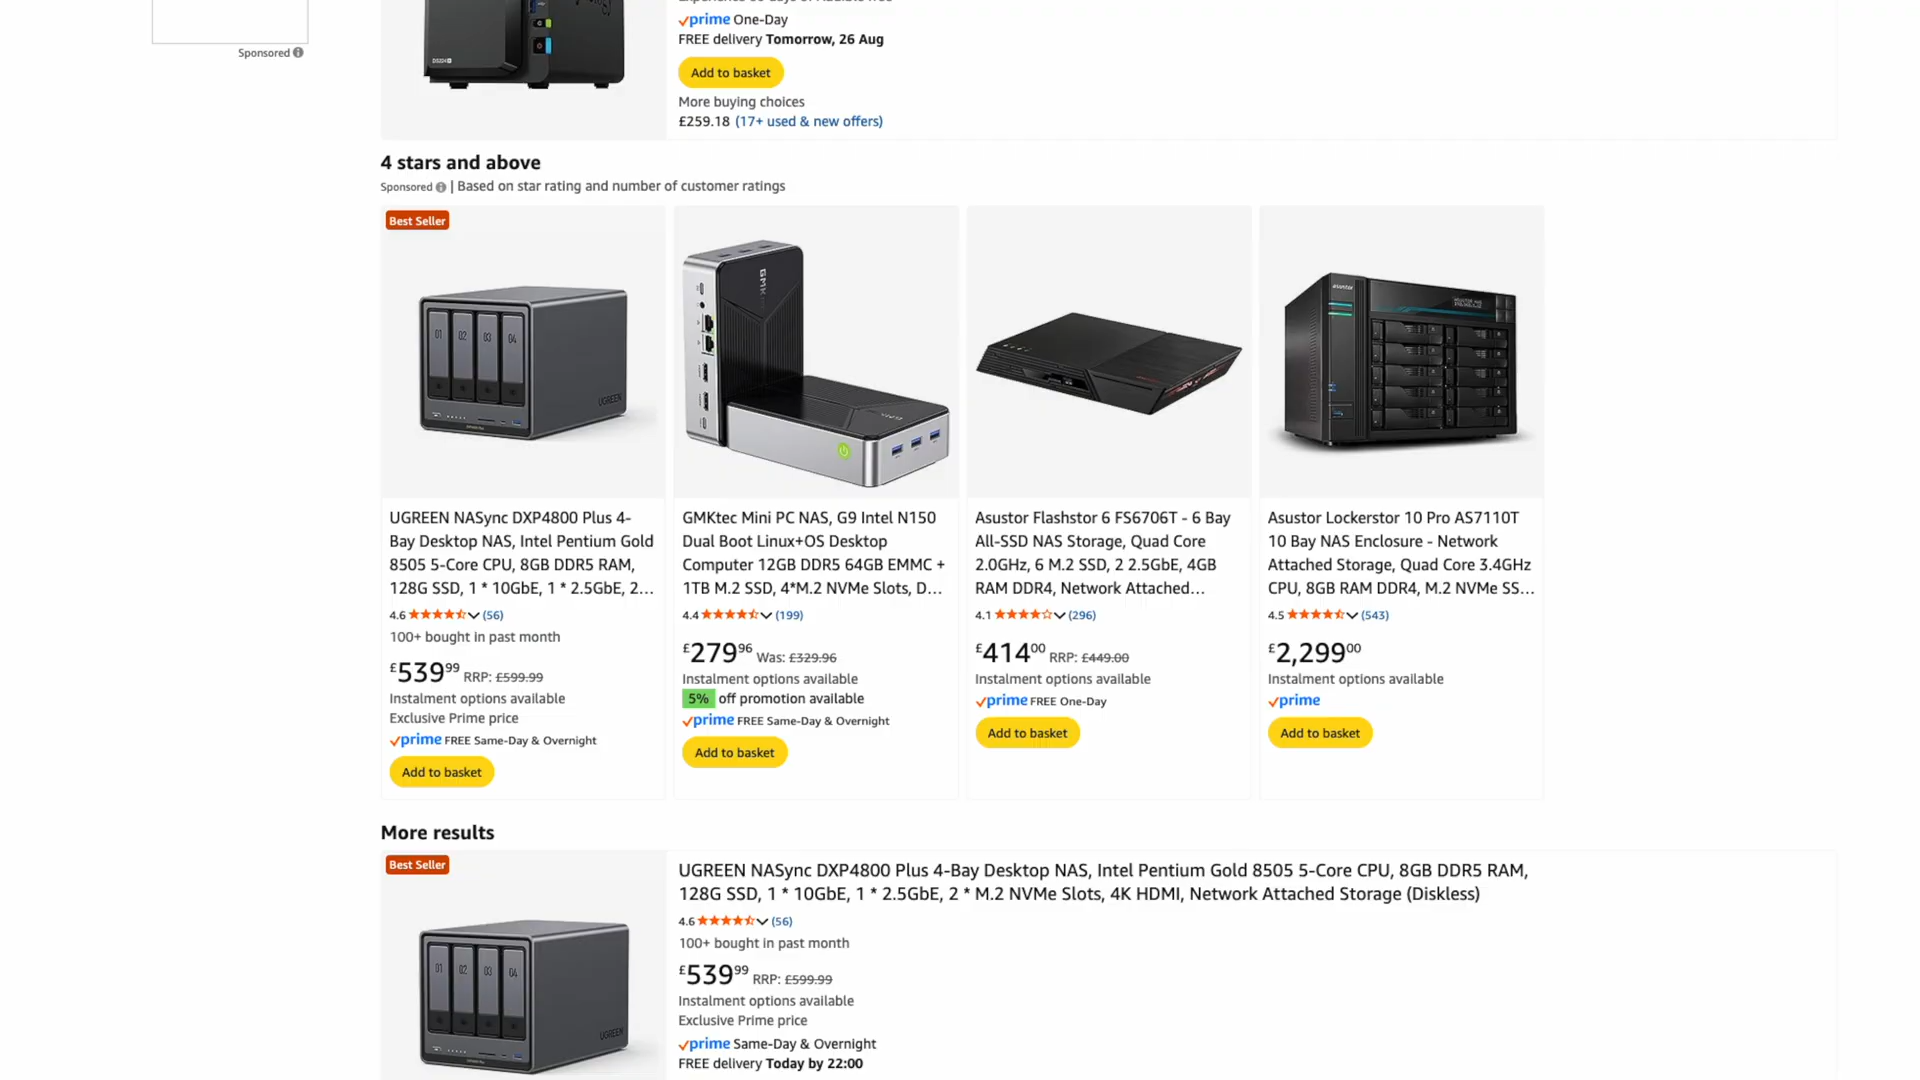 Sponsored
prime One-Day
FREE delivery Tomorrow, 26 Aug
Add to basket
More buying choices
£259.18 (17+ used & new offers)
4 stars and above
Sponsored | Based on star rating and number of customer ratings
Best Seller
01 02 03 04
UGREEN
UGREEN NASync DXP4800 Plus 4-
Bay Desktop NAS, Intel Pentium Gold
8505 5-Core CPU, 8GB DDR5 RAM,
128G SSD, 1 * 10GbE, 1 * 2.5GbE, 2...
4.6 (56)
100+ bought in past month
£539.99 RRP: £599.99
Instalment options available
Exclusive Prime price
prime FREE Same-Day & Overnight
Add to basket
GMKtec Mini PC NAS, G9 Intel N150
Dual Boot Linux+OS Desktop
Computer 12GB DDR5 64GB EMMC +
1TB M.2 SSD, 4*M.2 NVMe Slots, D...
4.4 (199)
£279.96 Was: £329.96
Instalment options available
5% off promotion available
prime FREE Same-Day & Overnight
Add to basket
Asustor Flashstor 6 FS6706T - 6 Bay
All-SSD NAS Storage, Quad Core
2.0GHz, 6 M.2 SSD, 2 2.5GbE, 4GB
RAM DDR4, Network Attached...
4.1 (296)
£414.00 RRP: £449.00
Instalment options available
prime FREE One-Day
Add to basket
asustor
Asustor Lockerstor 10 Pro AS7110T
10 Bay NAS Enclosure - Network
Attached Storage, Quad Core 3.4GHz
CPU, 8GB RAM DDR4, M.2 NVMe SS...
4.5 (543)
£2,299.00
Instalment options available
prime
Add to basket
More results
Best Seller
01 02 03 04
UGREEN
UGREEN NASync DXP4800 Plus 4-Bay Desktop NAS, Intel Pentium Gold 8505 5-Core CPU, 8GB DDR5 RAM,
128G SSD, 1 * 10GbE, 1 * 2.5GbE, 2 * M.2 NVMe Slots, 4K HDMI, Network Attached Storage (Diskless)
4.6 (56)
100+ bought in past month
£539.99 RRP: £599.99
Instalment options available
Exclusive Prime price
prime Same-Day & Overnight
FREE delivery Today by 22:00